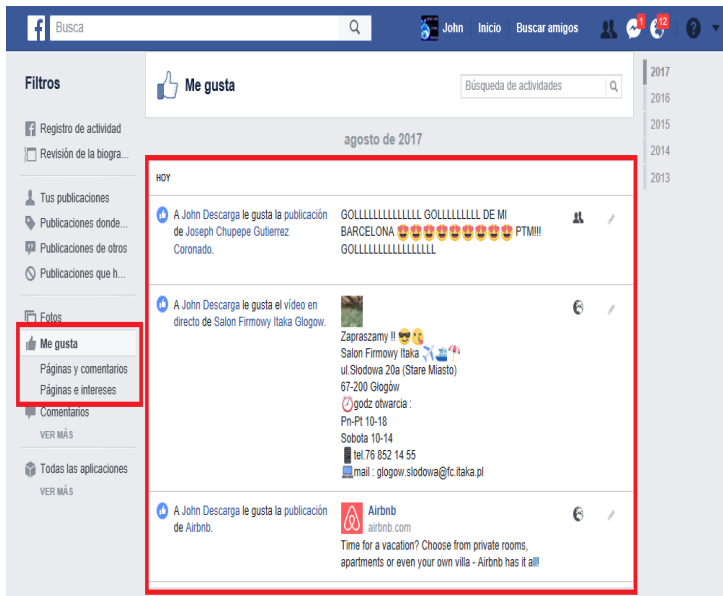 Busca
John Inicio Buscar amigos 1 12
Filtros
Registro de actividad
Revisión de la biogra...
Tus publicaciones
Publicaciones donde...
Publicaciones de otros
Publicaciones que h...
Fotos
Me gusta
Páginas y comentarios
Páginas e intereses
Comentarios
VER MÁS
Todas las aplicaciones
VER MÁS
Me gusta
Búsqueda de actividades
agosto de 2017
HOY
A John Descarga le gusta la publicación
de Joseph Chupepe Gutierrez
Coronado.
GOLLLLLLLLLLLLLL GOLLLLLLLLL DE MI
BARCELONA 😍😍😍😍😍😍😍😍😍 PTM!!!
GOLLLLLLLLLLLLLLLLL
A John Descarga le gusta el vídeo en
directo de Salon Firmowy Itaka Glogow.
Zapraszamy !! 😎😘
Salon Firmowy Itaka ✈🛳⛱
ul.Słodowa 20a (Stare Miasto)
67-200 Głogów
⏰godz otwarcia :
Pn-Pt 10-18
Sobota 10-14
📱tel.76 852 14 55
💻mail : glogow.slodowa@fc.itaka.pl
A John Descarga le gusta la publicación
de Airbnb.
Airbnb
airbnb.com
Time for a vacation? Choose from private rooms,
apartments or even your own villa - Airbnb has it all!
2017
2016
2015
2014
2013